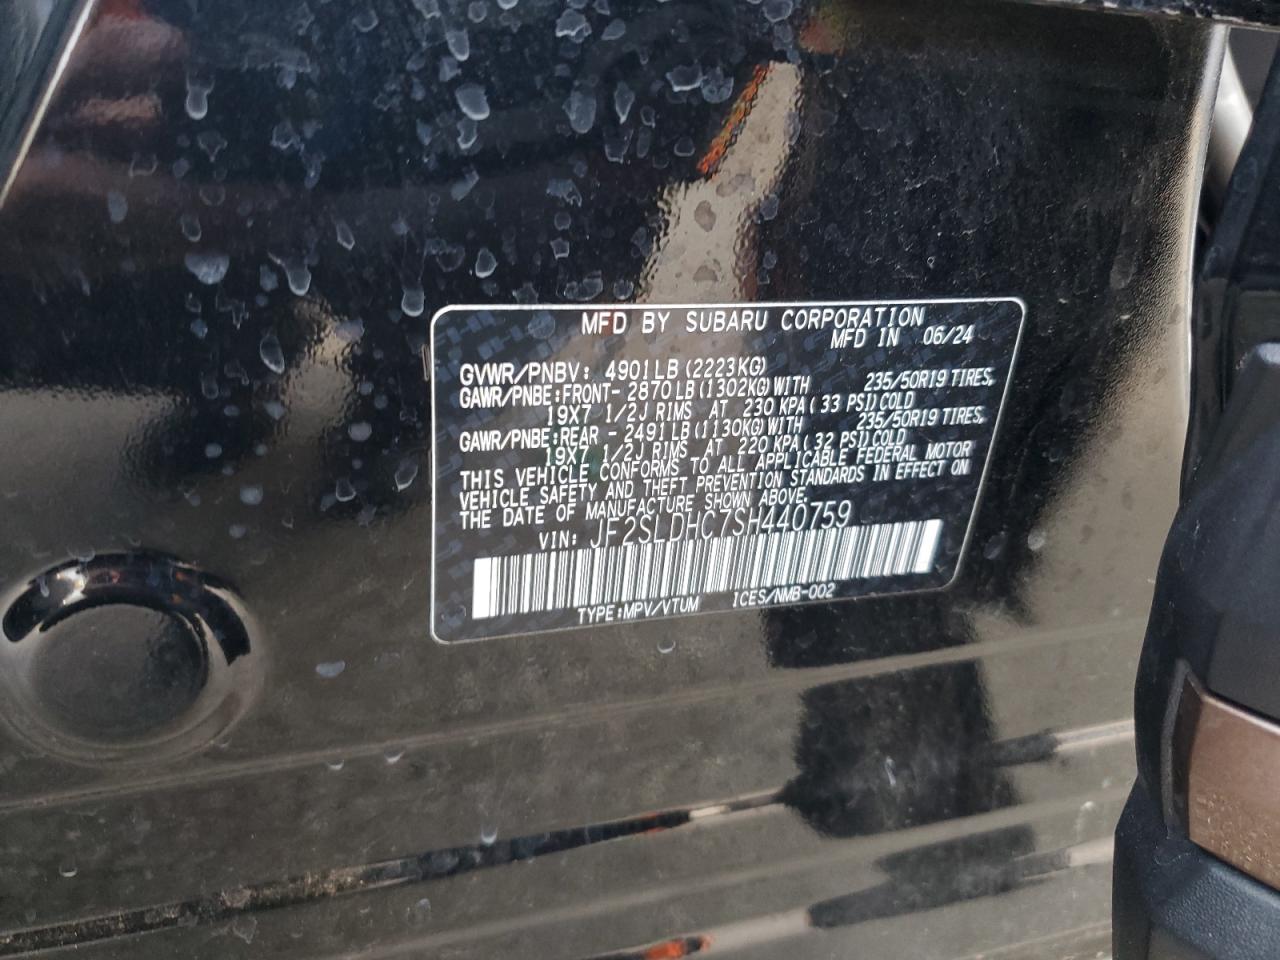 MFD BY SUBARU CORPORATION
MFD IN 06/24
GVWR/PNBV: 4901LB(2223KG)
GAWR/PNBE:FRONT- 2870LB(1302KG)WITH 235/50R19 TIRES,
19X7 1/2J RIMS AT 230 KPA(33 PSI)COLD
GAWR/PNBE:REAR - 2491LB(1130KG)WITH 235/50R19 TIRES,
19X7 1/2J RIMS AT 220 KPA(32 PSI)COLD
THIS VEHICLE CONFORMS TO ALL APPLICABLE FEDERAL MOTOR
VEHICLE SAFETY AND THEFT PREVENTION STANDARDS IN EFFECT ON
THE DATE OF MANUFACTURE SHOWN ABOVE.
VIN: JF2SLDHC7SH440759
TYPE:MPV/VTUM ICES/NMB-002